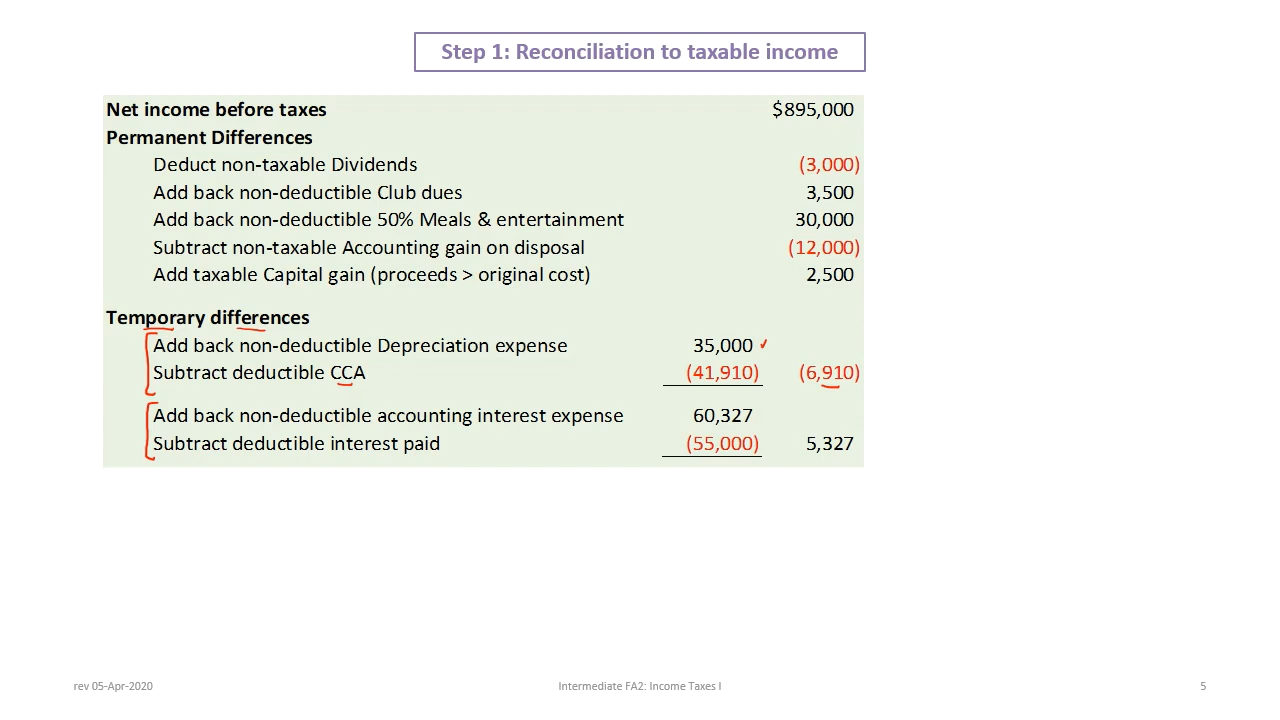 Step 1: Reconciliation to taxable income
Net income before taxes $895,000
Permanent Differences
Deduct non-taxable Dividends (3,000)
Add back non-deductible Club dues 3,500
Add back non-deductible 50% Meals & entertainment 30,000
Subtract non-taxable Accounting gain on disposal (12,000)
Add taxable Capital gain (proceeds > original cost) 2,500
Temporary differences
Add back non-deductible Depreciation expense 35,000
Subtract deductible CCA (41,910) (6,910)
Add back non-deductible accounting interest expense 60,327
Subtract deductible interest paid (55,000) 5,327
rev 05-Apr-2020 Intermediate FA2: Income Taxes I 5